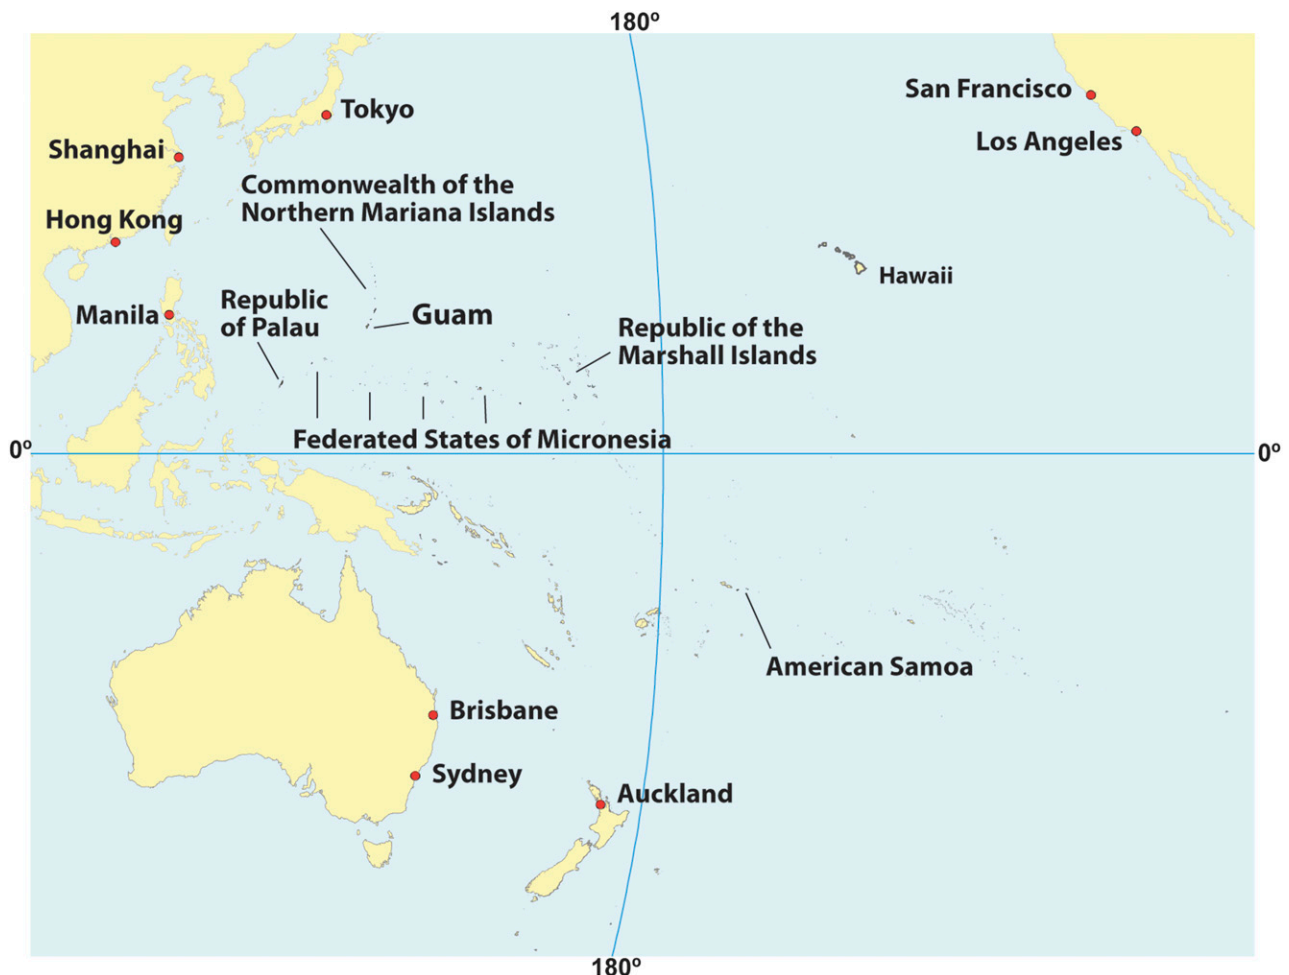 180º
San Francisco
Tokyo
Los Angeles
Shanghai
Commonwealth of the
Northern Mariana Islands
Hong Kong
Hawaii
Republic
of Palau
Guam
Manila
Republic of the
Marshall Islands
Federated States of Micronesia
0º
0º
American Samoa
Brisbane
Sydney
Auckland
180º